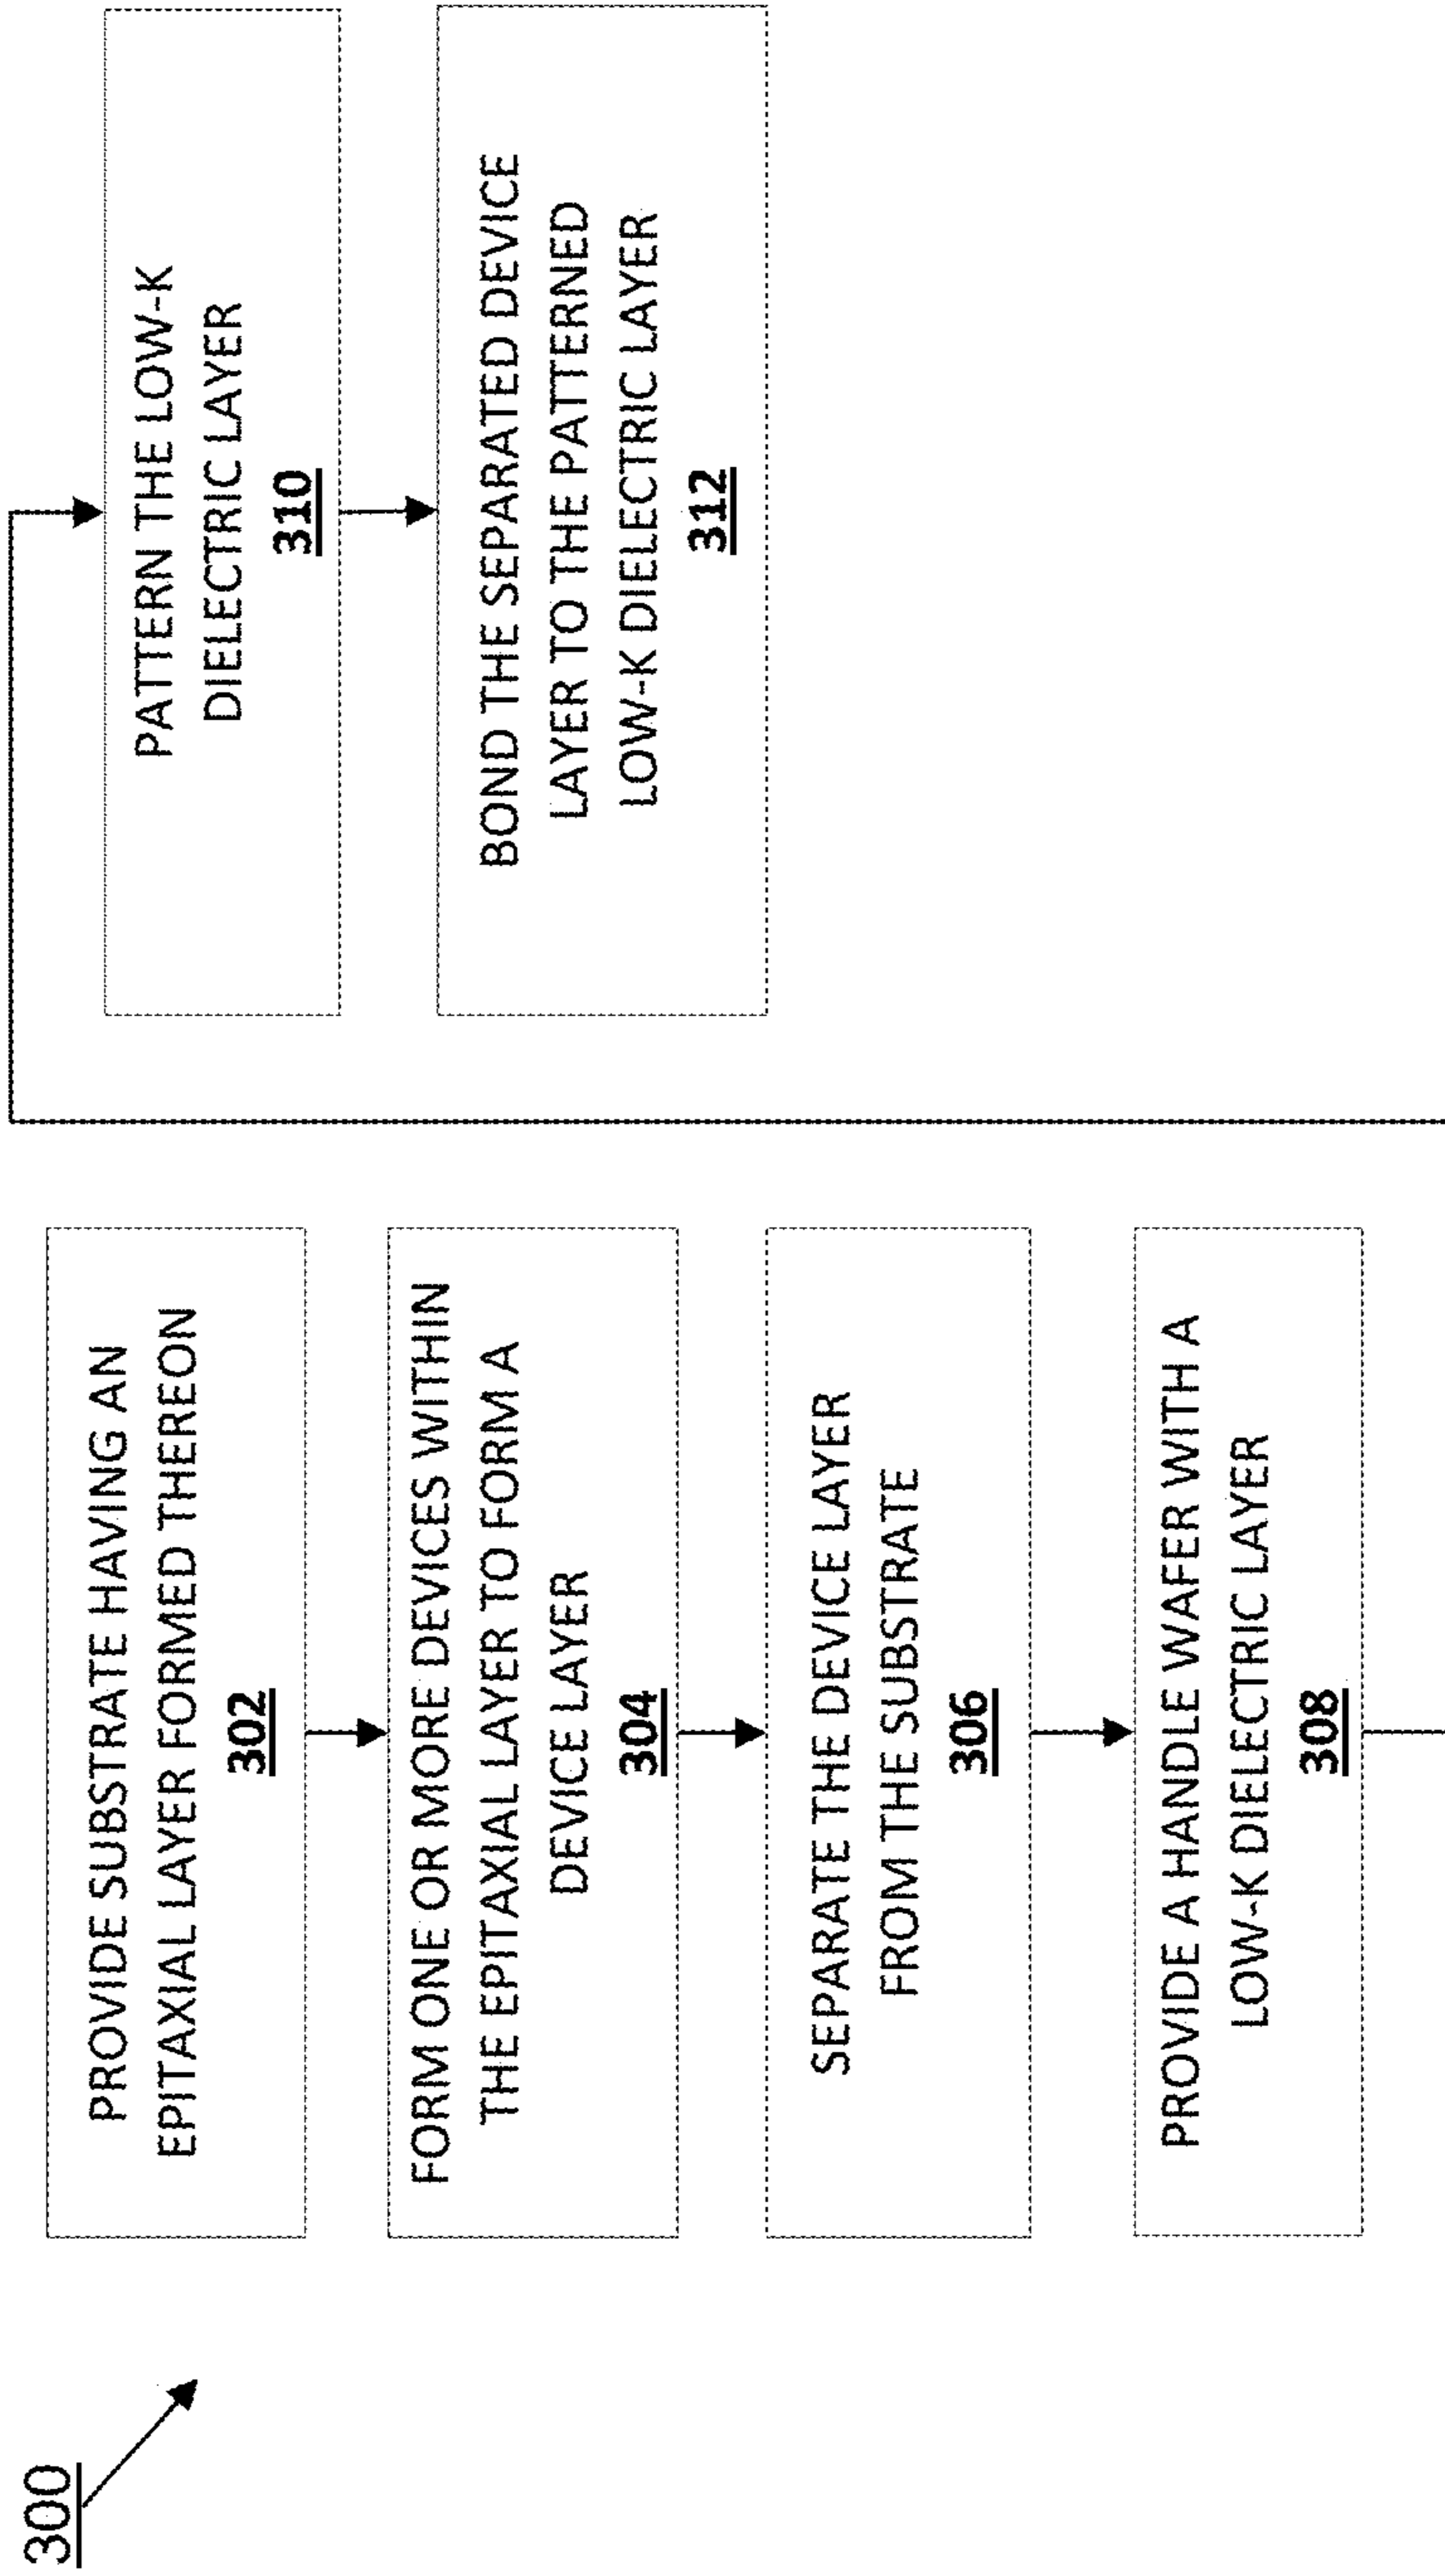 300
PROVIDE SUBSTRATE HAVING AN
EPITAXIAL LAYER FORMED THEREON
302
FORM ONE OR MORE DEVICES WITHIN
THE EPITAXIAL LAYER TO FORM A
DEVICE LAYER
304
SEPARATE THE DEVICE LAYER
FROM THE SUBSTRATE
306
PROVIDE A HANDLE WAFER WITH A
LOW-K DIELECTRIC LAYER
308
PATTERN THE LOW-K
DIELECTRIC LAYER
310
BOND THE SEPARATED DEVICE
LAYER TO THE PATTERNED
LOW-K DIELECTRIC LAYER
312